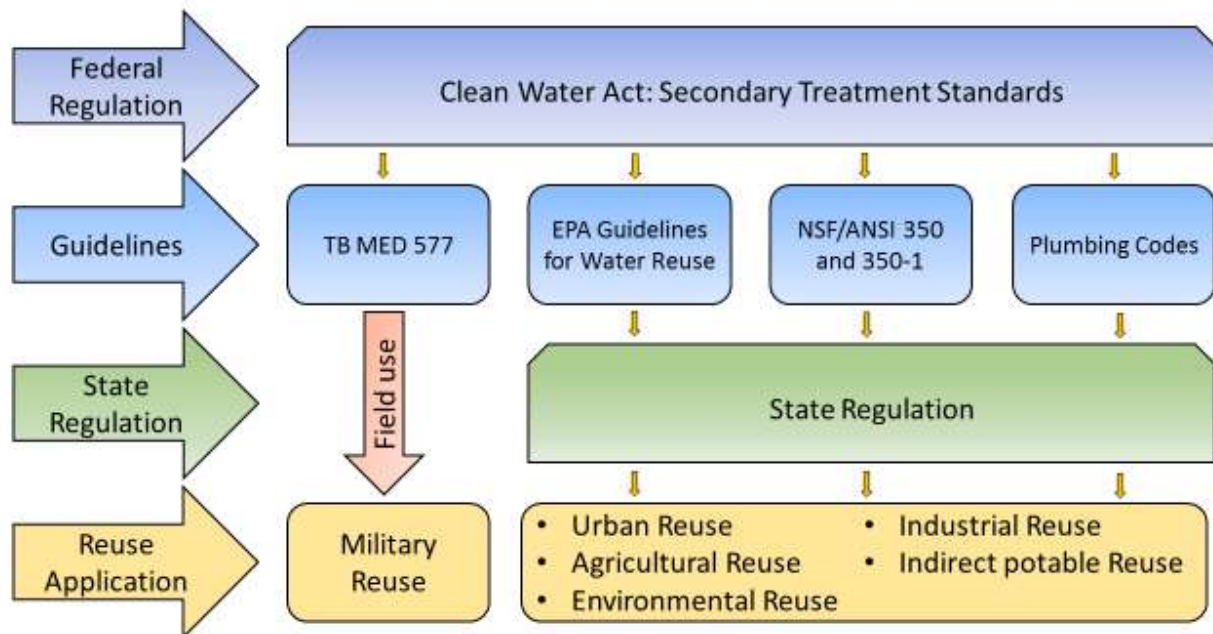 Federal
Regulation
Clean Water Act: Secondary Treatment Standards
Guidelines
TB MED 577
EPA Guidelines
for Water Reuse
NSF/ANSI 350
and 350-1
Plumbing Codes
State
Regulation
Field use
State Regulation
Reuse
Application
Military
Reuse
• Urban Reuse
• Agricultural Reuse
• Environmental Reuse
• Industrial Reuse
• Indirect potable Reuse